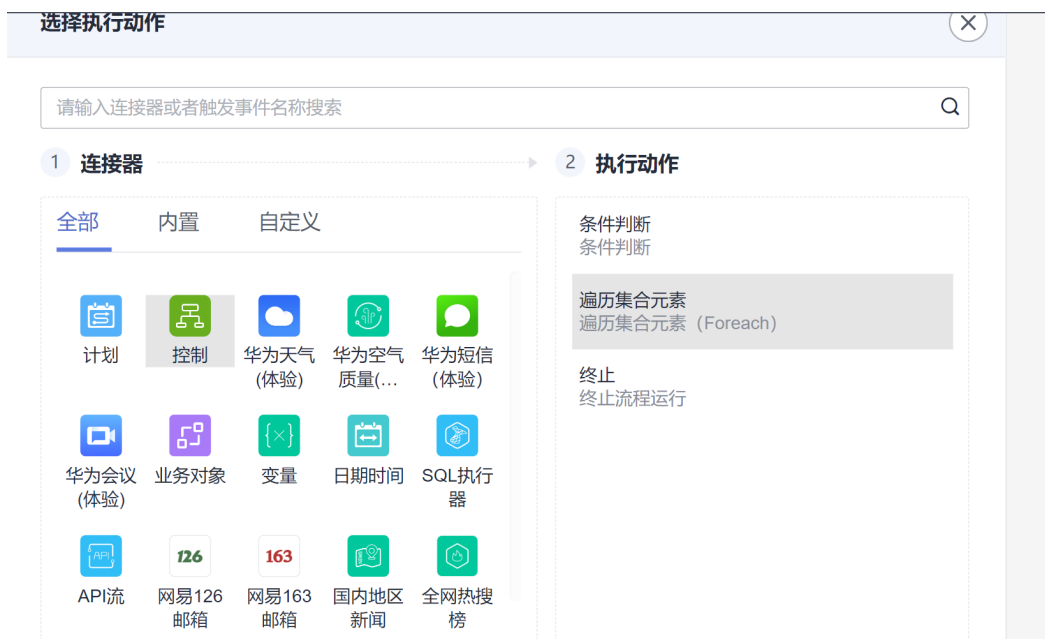 选择执行动作
请输入连接器或者触发事件名称搜索
1 连接器
2 执行动作
全部 内置 自定义
条件判断
条件判断
遍历集合元素
遍历集合元素（Foreach）
终止
终止流程运行
计划 控制 华为天气 华为空气 华为短信
(体验) 质量(... （体验）
华为会议 业务对象 变量 日期时间 SQL执行
(体验) 器
API
126 163
API流 网易126 网易163 国内地区 全网热搜
邮箱 邮箱 新闻 榜